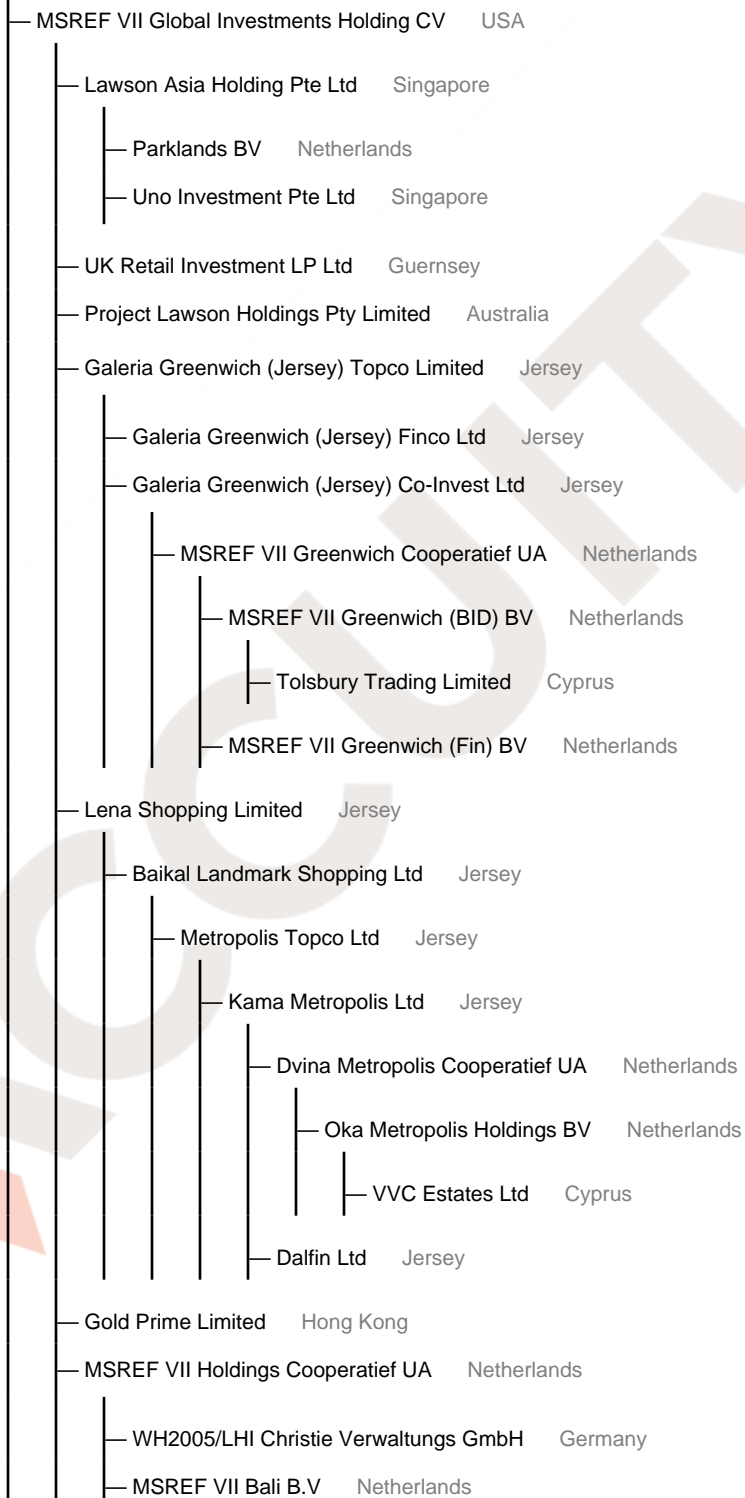 MSREF VII Global Investments Holding CV USA
Lawson Asia Holding Pte Ltd Singapore
Parklands BV Netherlands
Uno Investment Pte Ltd Singapore
UK Retail Investment LP Ltd Guernsey
Project Lawson Holdings Pty Limited Australia
Galeria Greenwich (Jersey) Topco Limited Jersey
Galeria Greenwich (Jersey) Finco Ltd Jersey
Galeria Greenwich (Jersey) Co-Invest Ltd Jersey
MSREF VII Greenwich Cooperatief UA Netherlands
MSREF VII Greenwich (BID) BV Netherlands
Tolsbury Trading Limited Cyprus
MSREF VII Greenwich (Fin) BV Netherlands
Lena Shopping Limited Jersey
Baikal Landmark Shopping Ltd Jersey
Metropolis Topco Ltd Jersey
Kama Metropolis Ltd Jersey
Dvina Metropolis Cooperatief UA Netherlands
Oka Metropolis Holdings BV Netherlands
VVC Estates Ltd Cyprus
Dalfin Ltd Jersey
Gold Prime Limited Hong Kong
MSREF VII Holdings Cooperatief UA Netherlands
WH2005/LHI Christie Verwaltungs GmbH Germany
MSREF VII Bali B.V Netherlands
ACCUITY